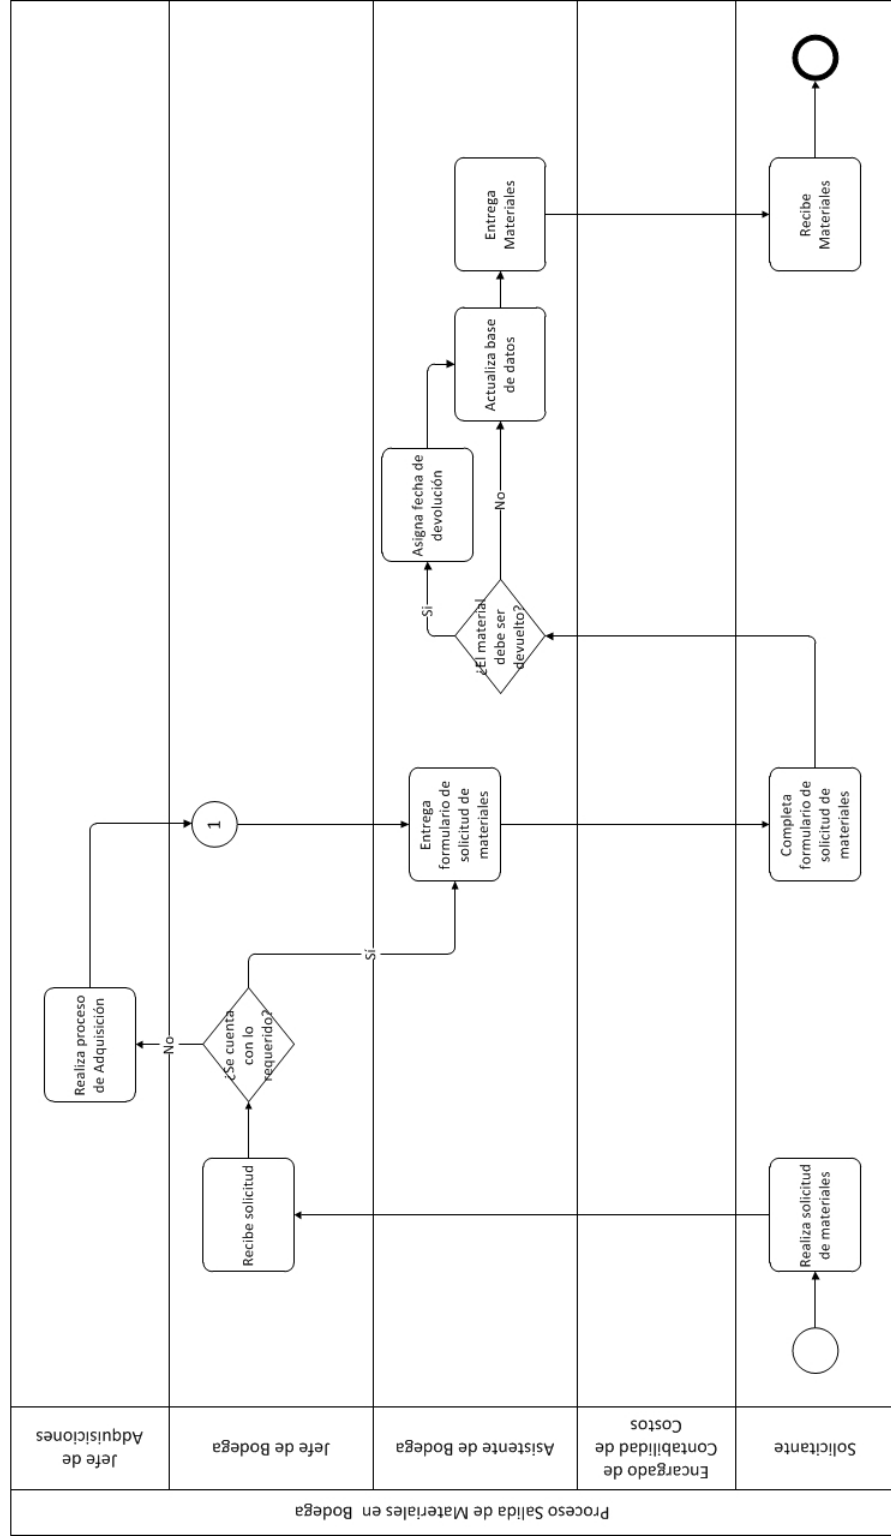 Proceso Salida de Materiales en Bodega
Jefe de
Adquisiciones
Jefe de Bodega
Asistente de Bodega
Encargado de
Contabilidad de
Costos
Solicitante
Realiza solicitud
de materiales
Recibe solicitud
¿Se cuenta
con lo
requerido?
No
Si
Realiza proceso
de Adquisición
1
Entrega
formulario de
solicitud de
materiales
Completa
formulario de
solicitud de
materiales
¿El material
debe ser
devuelto?
Si
No
Asigna fecha de
devolución
Actualiza base
de datos
Entrega
Materiales
Recibe
Materiales